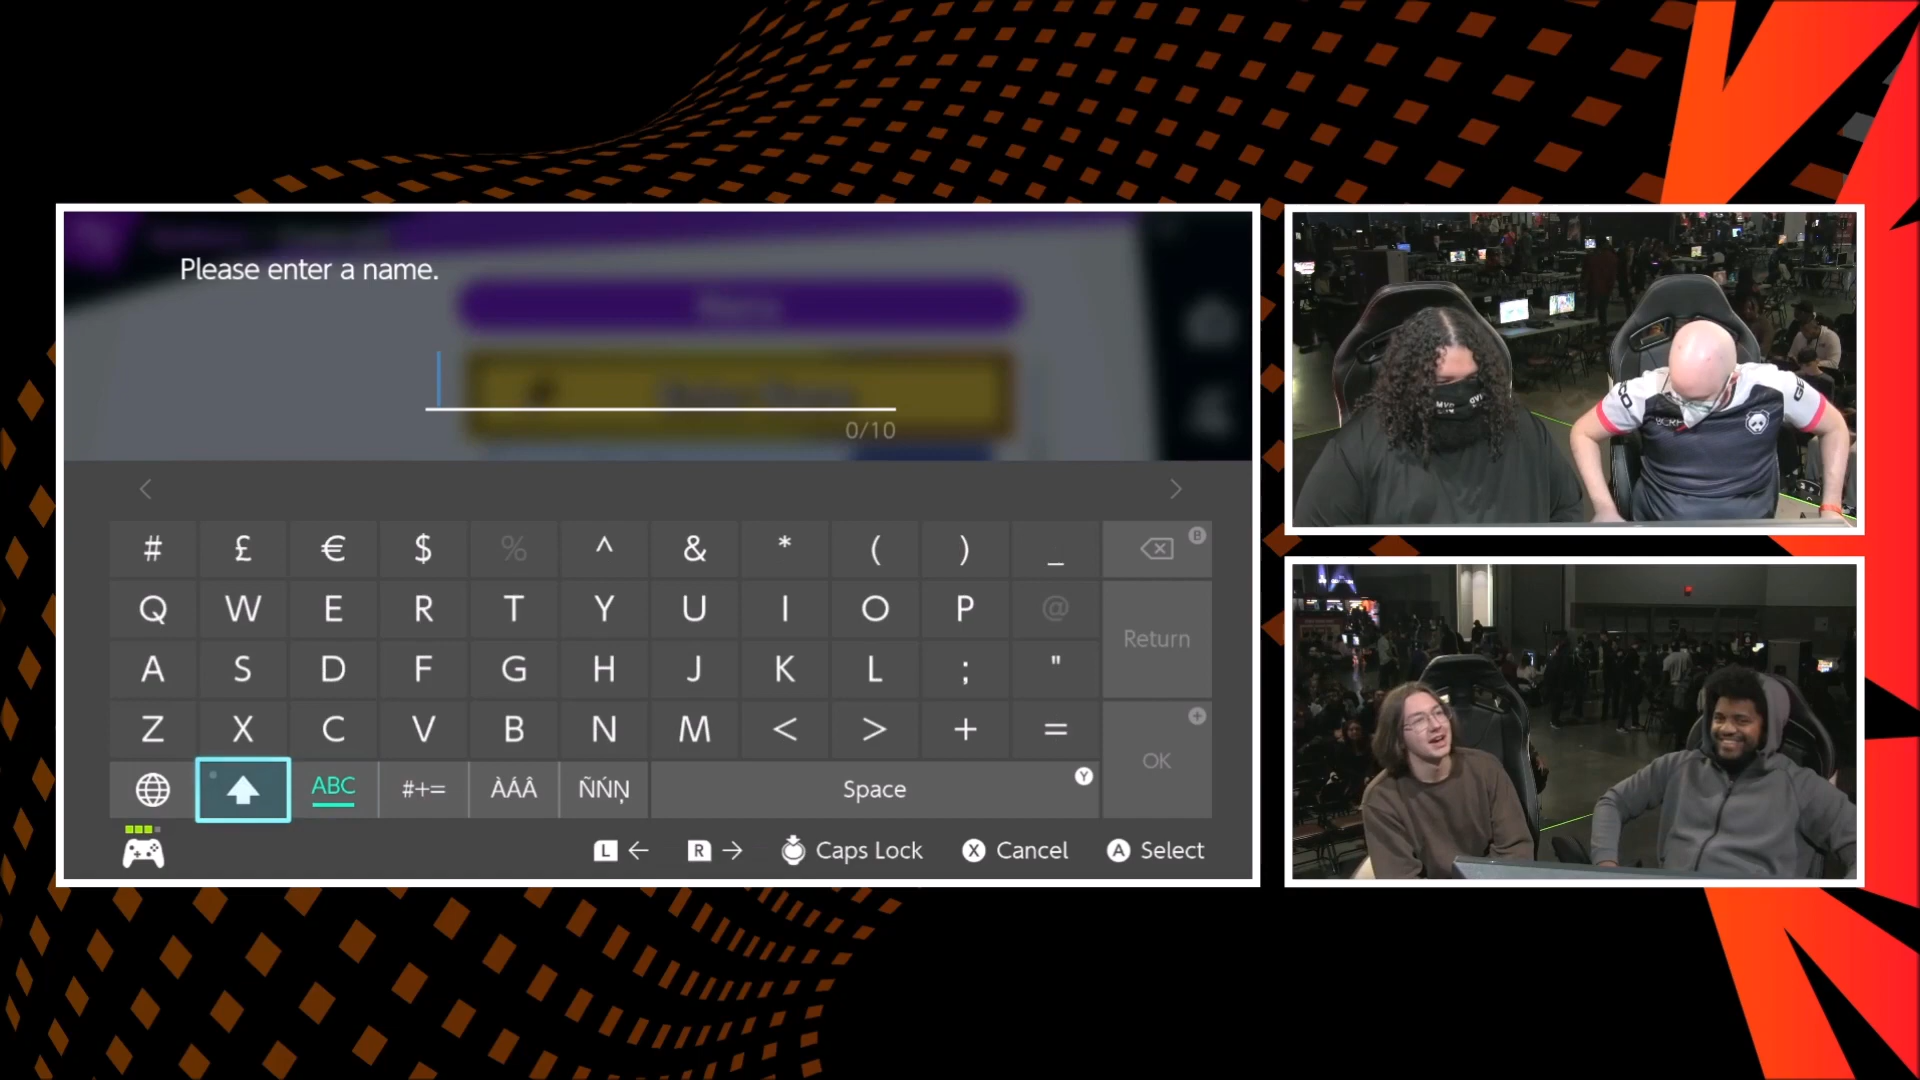 Please enter a name.
0/10
# £ € $ % ^ & * ( ) _ B
Q W E R T Y U I O P @
Return
A S D F G H J K L ; "
Z X C V B N M < > + = +
OK
ABC #+= ÀÁÂ ÑŃŅ Space Y
L ← R → Caps Lock X Cancel A Select